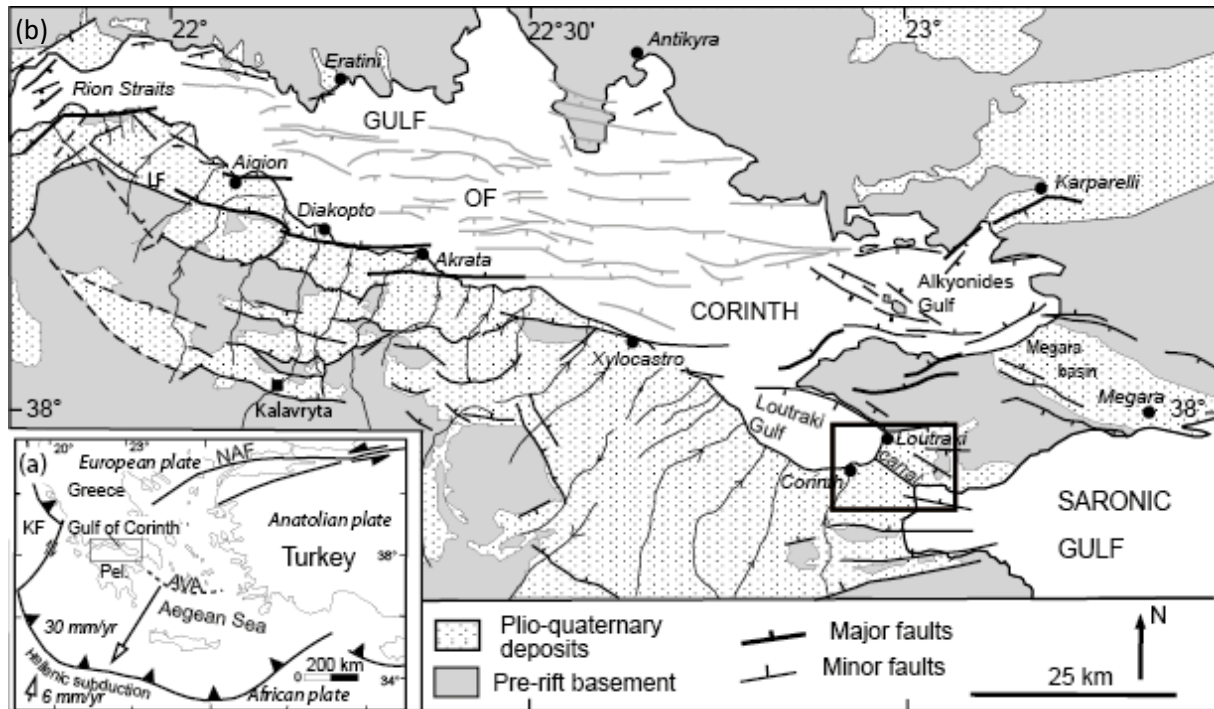 (b)
22°
22°30'
23°
Eratini
Antikyra
Rion Straits
GULF
Aigion
LF
Karparelli
Diakopto
OF
Akrata
Alkyonides
Gulf
CORINTH
Xylocastro
Megara
basin
Kalavryta
38°
Megara
38°
Loutraki
Gulf
Loutraki
canal
Corinth
SARONIC
GULF
(a)
20°
23°
NAF
European plate
Greece
Anatolian plate
KF
Gulf of Corinth
Turkey
38°
Pel.
AVA
Aegean Sea
30 mm/yr
200 km
34°
Hellenic subduction
6 mm/yr
African plate
Plio-quaternary
deposits
Pre-rift basement
Major faults
Minor faults
N
25 km